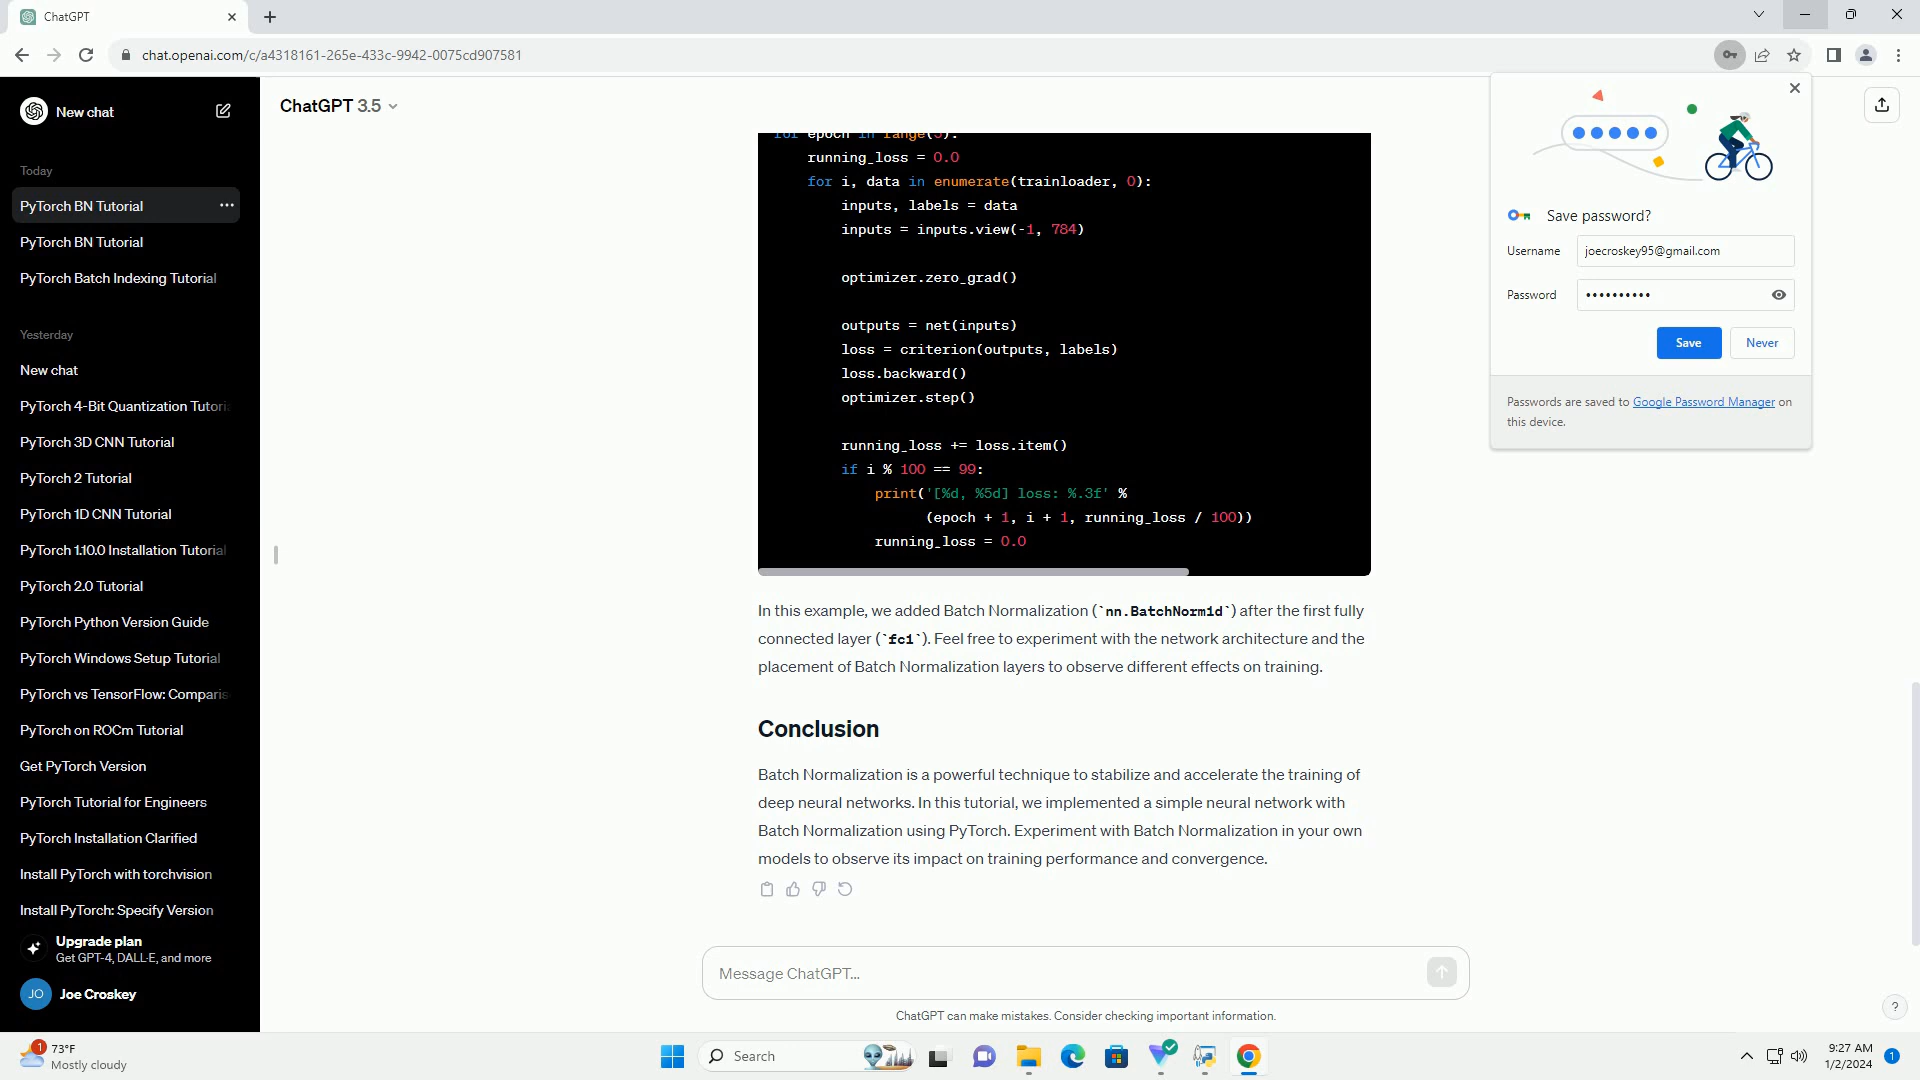 ChatGPT
chat.openai.com/c/a4318161-265e-433c-9942-0075cd907581
New chat
Today
PyTorch BN Tutorial
PyTorch BN Tutorial
PyTorch Batch Indexing Tutorial
Yesterday
New chat
PyTorch 4-Bit Quantization Tutori
PyTorch 3D CNN Tutorial
PyTorch 2 Tutorial
PyTorch 1D CNN Tutorial
PyTorch 1.10.0 Installation Tutorial
PyTorch 2.0 Tutorial
PyTorch Python Version Guide
PyTorch Windows Setup Tutorial
PyTorch vs TensorFlow: Comparis
PyTorch on ROCm Tutorial
Get PyTorch Version
PyTorch Tutorial for Engineers
PyTorch Installation Clarified
Install PyTorch with torchvision
Install PyTorch: Specify Version
Upgrade plan
Get GPT-4, DALL·E, and more
JO Joe Croskey
ChatGPT 3.5
for epoch in range(5):
running_loss = 0.0
for i, data in enumerate(trainloader, 0):
inputs, labels = data
inputs = inputs.view(-1, 784)
optimizer.zero_grad()
outputs = net(inputs)
loss = criterion(outputs, labels)
loss.backward()
optimizer.step()
running_loss += loss.item()
if i % 100 == 99:
print('[%d, %5d] loss: %.3f' %
(epoch + 1, i + 1, running_loss / 100))
running_loss = 0.0
In this example, we added Batch Normalization (`nn.BatchNorm1d`) after the first fully
connected layer (`fc1`). Feel free to experiment with the network architecture and the
placement of Batch Normalization layers to observe different effects on training.
Conclusion
Batch Normalization is a powerful technique to stabilize and accelerate the training of
deep neural networks. In this tutorial, we implemented a simple neural network with
Batch Normalization using PyTorch. Experiment with Batch Normalization in your own
models to observe its impact on training performance and convergence.
Message ChatGPT...
ChatGPT can make mistakes. Consider checking important information.
?
Save password?
Username joecroskey95@gmail.com
Password ••••••••••
Save Never
Passwords are saved to Google Password Manager on
this device.
1
73°F
Mostly cloudy
Search
9:27 AM
1/2/2024
1